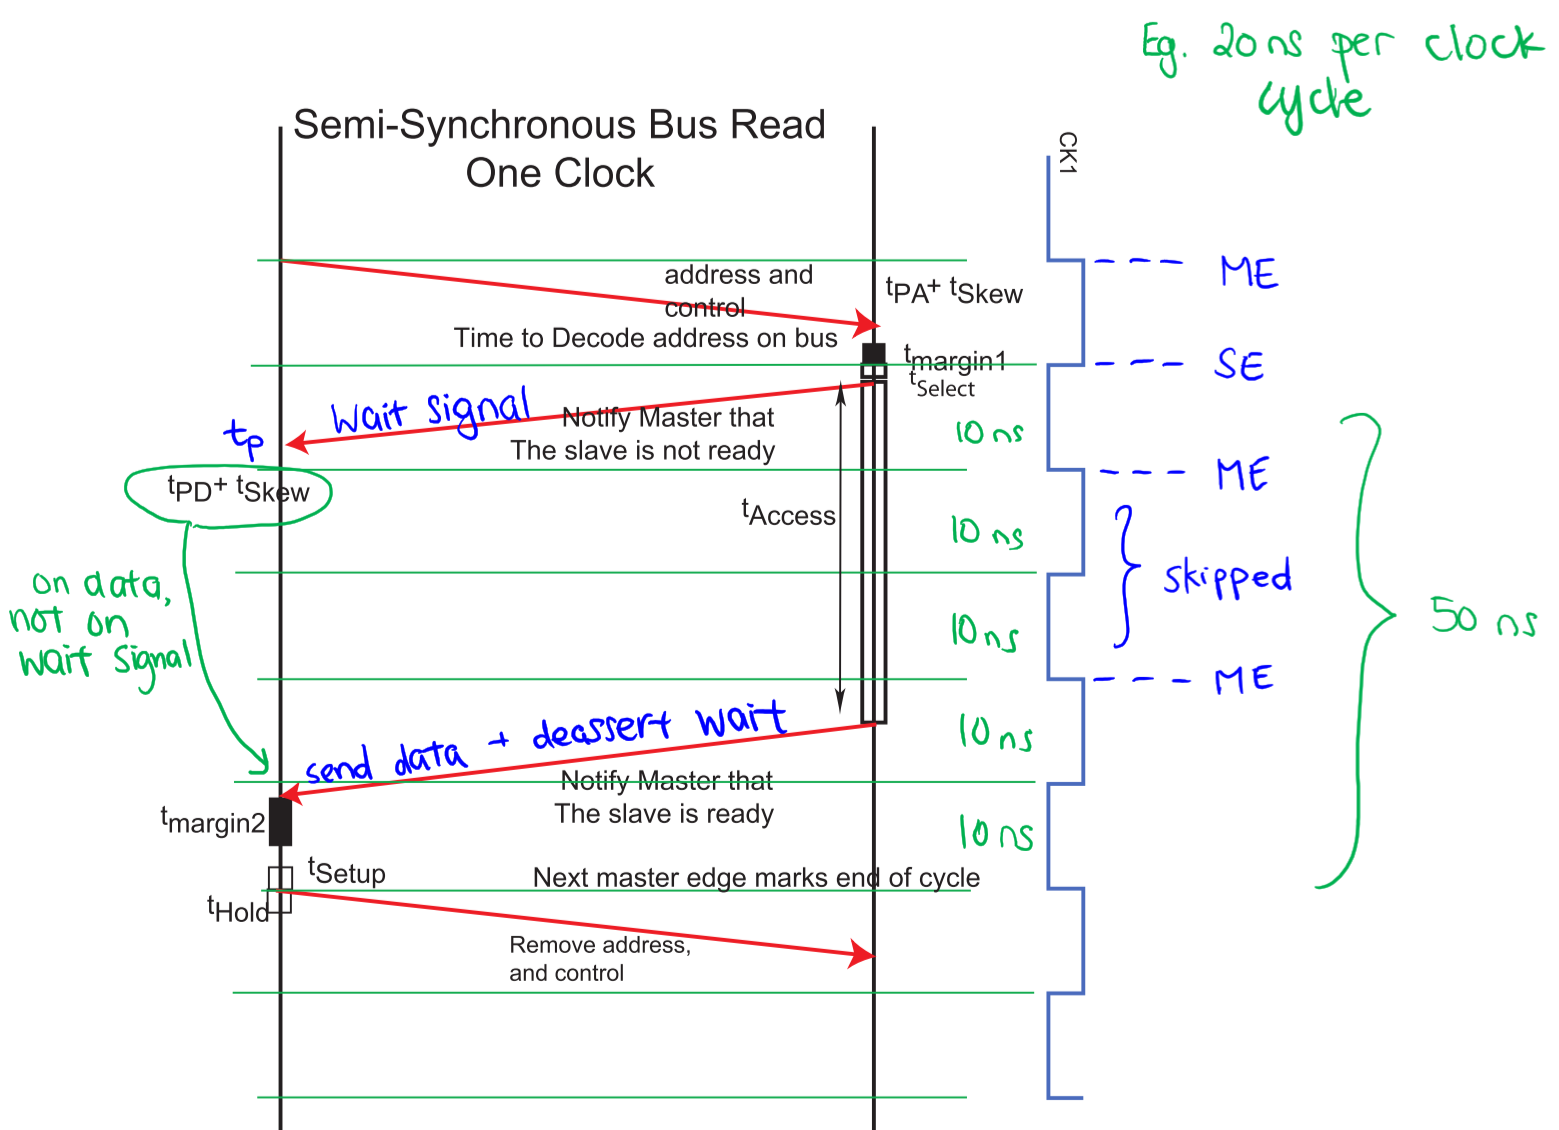 Eg. 20ns per clock
cycle
Semi-Synchronous Bus Read
One Clock
CK1
address and
control
tPA+ tSkew
ME
Time to Decode address on bus
tmargin1
SE
tSelect
wait signal
Notify Master that
The slave is not ready
10 ns
tp
tPD+ tSkew
ME
tAccess
10 ns
skipped
on data,
not on
wait signal
10 ns
50 ns
ME
send data + deassert wait
10 ns
Notify Master that
The slave is ready
tmargin2
10 ns
tSetup
Next master edge marks end of cycle
tHold
Remove address,
and control